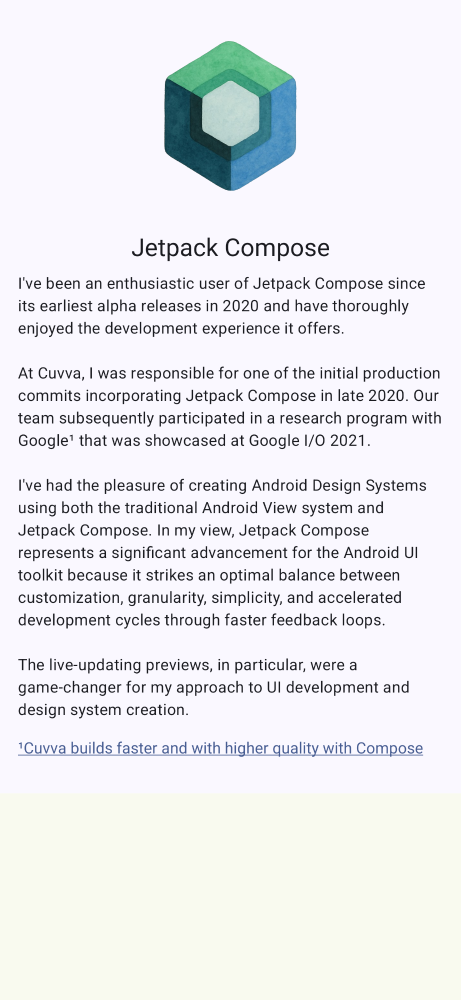 Jetpack Compose
I've been an enthusiastic user of Jetpack Compose since
its earliest alpha releases in 2020 and have thoroughly
enjoyed the development experience it offers.
At Cuvva, I was responsible for one of the initial production
commits incorporating Jetpack Compose in late 2020. Our
team subsequently participated in a research program with
Google¹ that was showcased at Google I/O 2021.
I've had the pleasure of creating Android Design Systems
using both the traditional Android View system and
Jetpack Compose. In my view, Jetpack Compose
represents a significant advancement for the Android UI
toolkit because it strikes an optimal balance between
customization, granularity, simplicity, and accelerated
development cycles through faster feedback loops.
The live-updating previews, in particular, were a
game-changer for my approach to UI development and
design system creation.
¹Cuvva builds faster and with higher quality with Compose